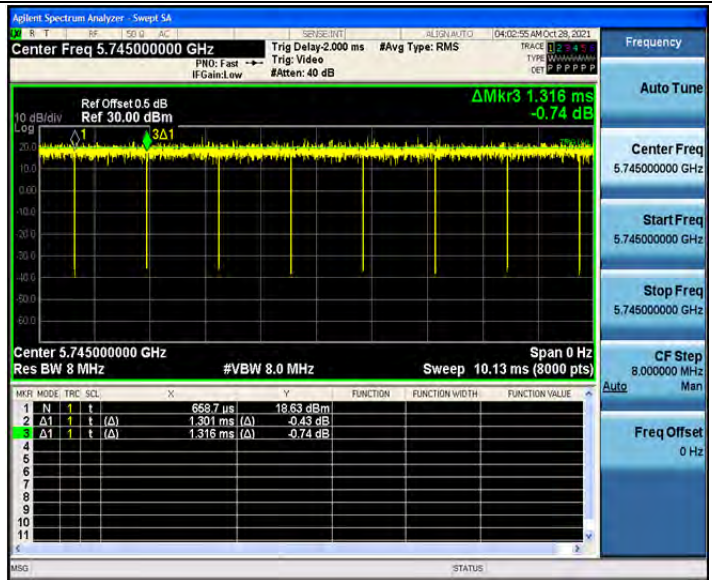 Agilent Spectrum Analyzer - Swept SA
R T RF 50 Ω AC SENSE:INT ALIGN AUTO 04:02:55 AM Oct 28, 2021
Center Freq 5.745000000 GHz
PNO: Fast
IFGain:Low
Trig Delay-2.000 ms
Trig: Video
#Atten: 40 dB
#Avg Type: RMS
TRACE 1 2 3 4 5 6
TYPE
DET P P P P P P
Ref Offset 0.5 dB
10 dB/div Ref 30.00 dBm
Log
ΔMkr3 1.316 ms
-0.74 dB
1
3Δ1
20.0
10.0
0.00
-10.0
-20.0
-30.0
-40.0
-50.0
-60.0
Center 5.745000000 GHz Span 0 Hz
Res BW 8 MHz #VBW 8.0 MHz Sweep 10.13 ms (8000 pts)
MKR MODE TRC SCL X Y FUNCTION FUNCTION WIDTH FUNCTION VALUE
1 N 1 t 658.7 us 18.63 dBm
2 Δ1 1 t (Δ) 1.301 ms (Δ) -0.43 dB
3 Δ1 1 t (Δ) 1.316 ms (Δ) -0.74 dB
4
5
6
7
8
9
10
11
MSG STATUS
Frequency
Auto Tune
Center Freq
5.745000000 GHz
Start Freq
5.745000000 GHz
Stop Freq
5.745000000 GHz
CF Step
8.000000 MHz
Auto Man
Freq Offset
0 Hz